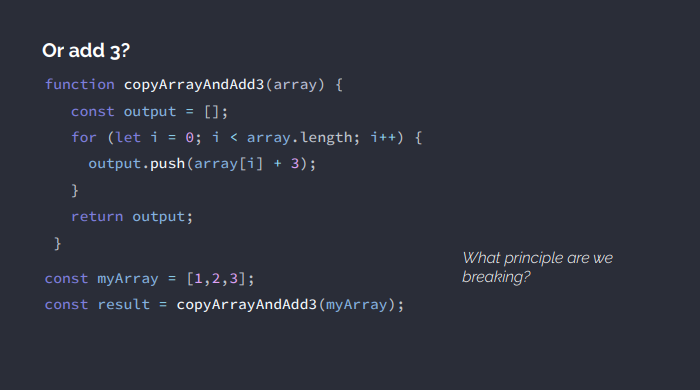 Or add 3?
function copyArrayAndAdd3(array) {
const output = [];
for (let i = 0; i < array.length; i++) {
output.push(array[i] + 3);
}
return output;
}
const myArray = [1,2,3];
const result = copyArrayAndAdd3(myArray);
What principle are we
breaking?